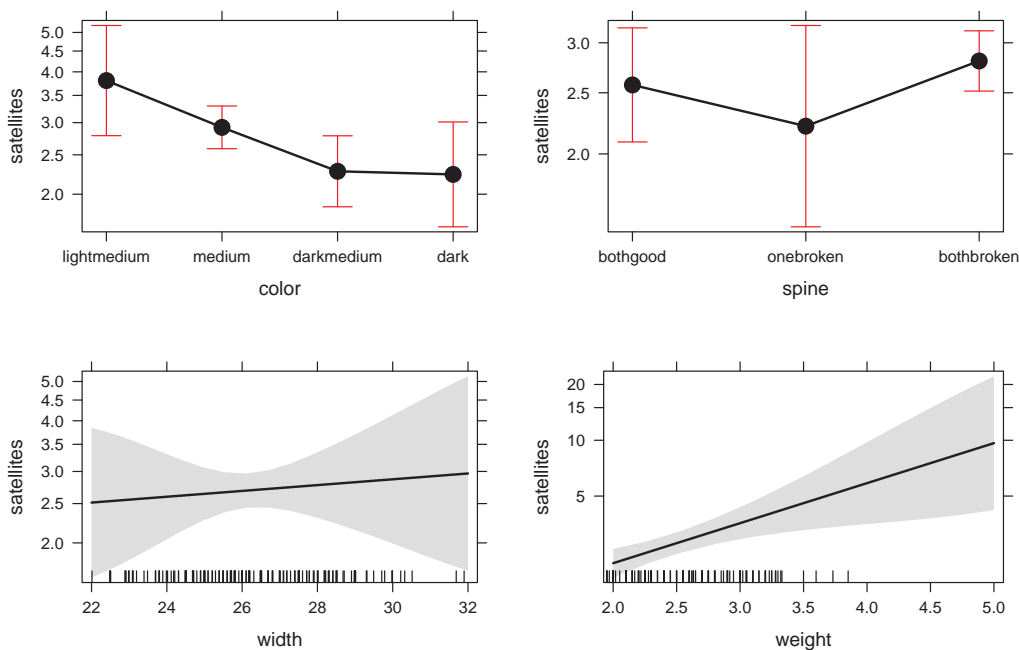 satellites
5.0
4.5
4.0
3.5
3.0
2.5
2.0
lightmedium medium darkmedium dark
color
satellites
3.0
2.5
2.0
bothgood onebroken bothbroken
spine
satellites
5.0
4.5
4.0
3.5
3.0
2.5
2.0
22 24 26 28 30 32
width
satellites
20
15
10
5
2.0 2.5 3.0 3.5 4.0 4.5 5.0
weight